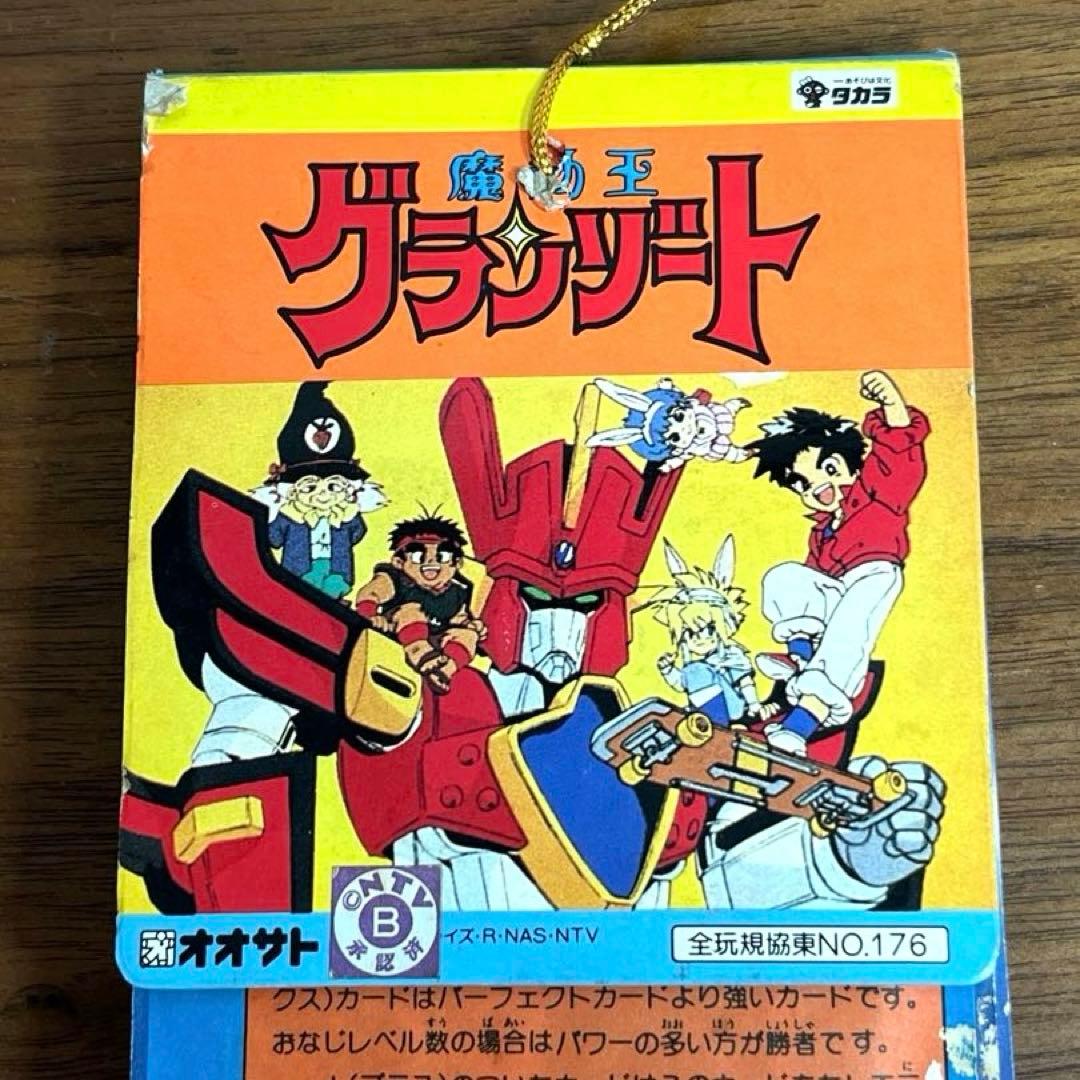 ーあそびは文化
タカラ
魔動王
グランゾート
©NTV
B
承認済
オオサト
イズ・R・NAS・NTV
全玩規協東NO.176
クス)カードはパーフェクトカードより強いカードです。
おなじレベル数の場合はパワーの多い方が勝者です。